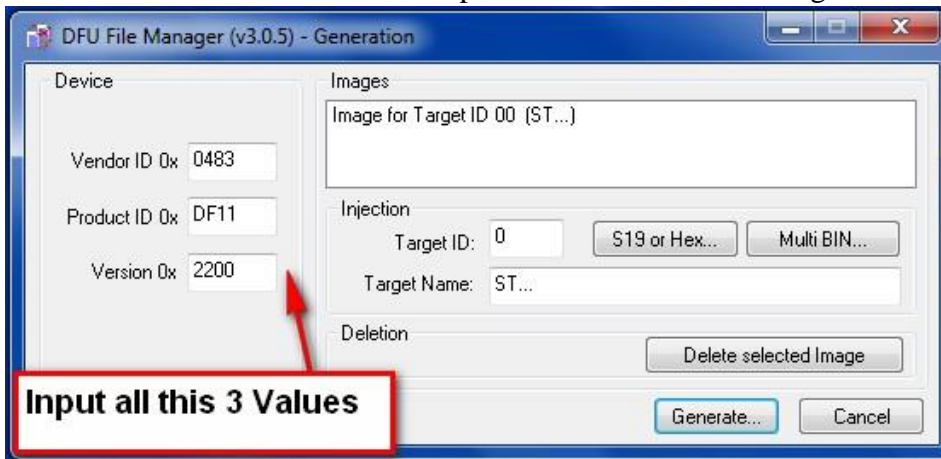 DFU File Manager (v3.0.5) - Generation
Device
Vendor ID 0x 0483
Product ID 0x DF11
Version 0x 2200
Images
Image for Target ID 00 (ST...)
Injection
Target ID: 0
S19 or Hex...
Multi BIN...
Target Name: ST...
Deletion
Delete selected Image
Input all this 3 Values
Generate...
Cancel